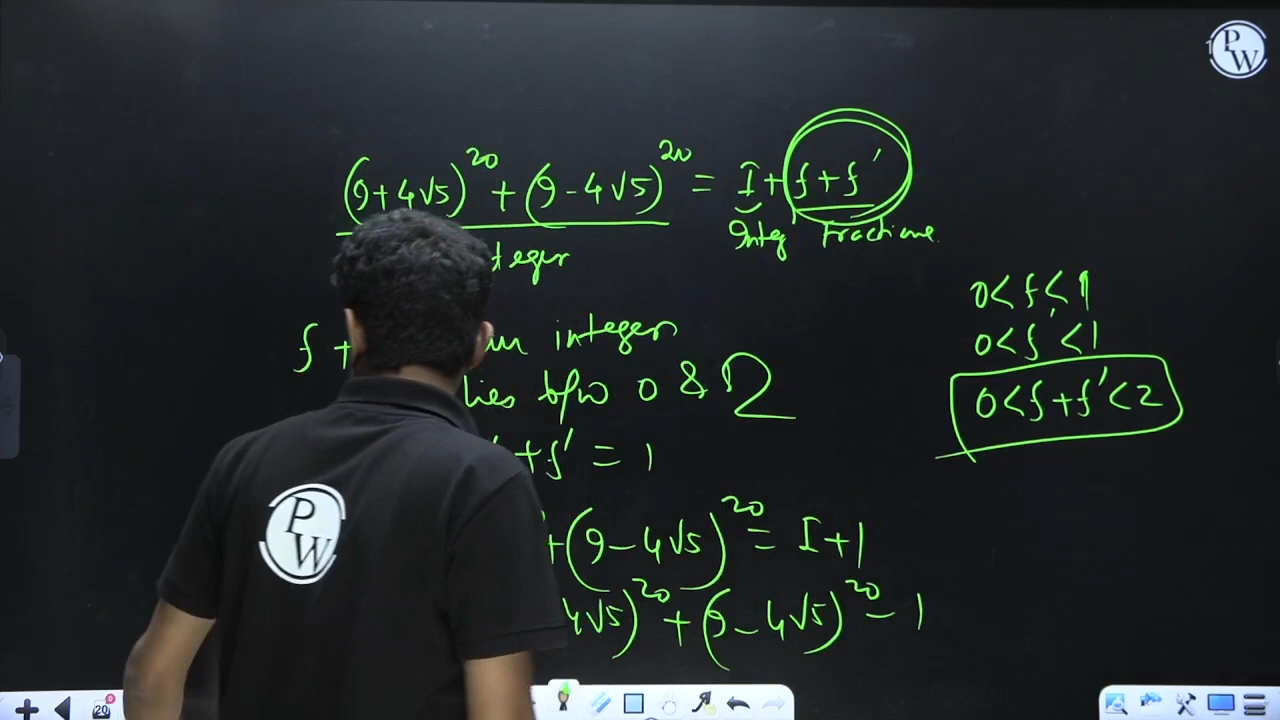 PW
(9+4√5)^20 + (9-4√5)^20 = I + f + f'
Integ
teger
0<f<1
f + integer
0<f'<1
lies b/w 0 & 2
0<f+f'<2
+f' = 1
+(9-4√5)^20 = I+1
4√5)^20 + (9-4√5)^20 - 1
PW
20